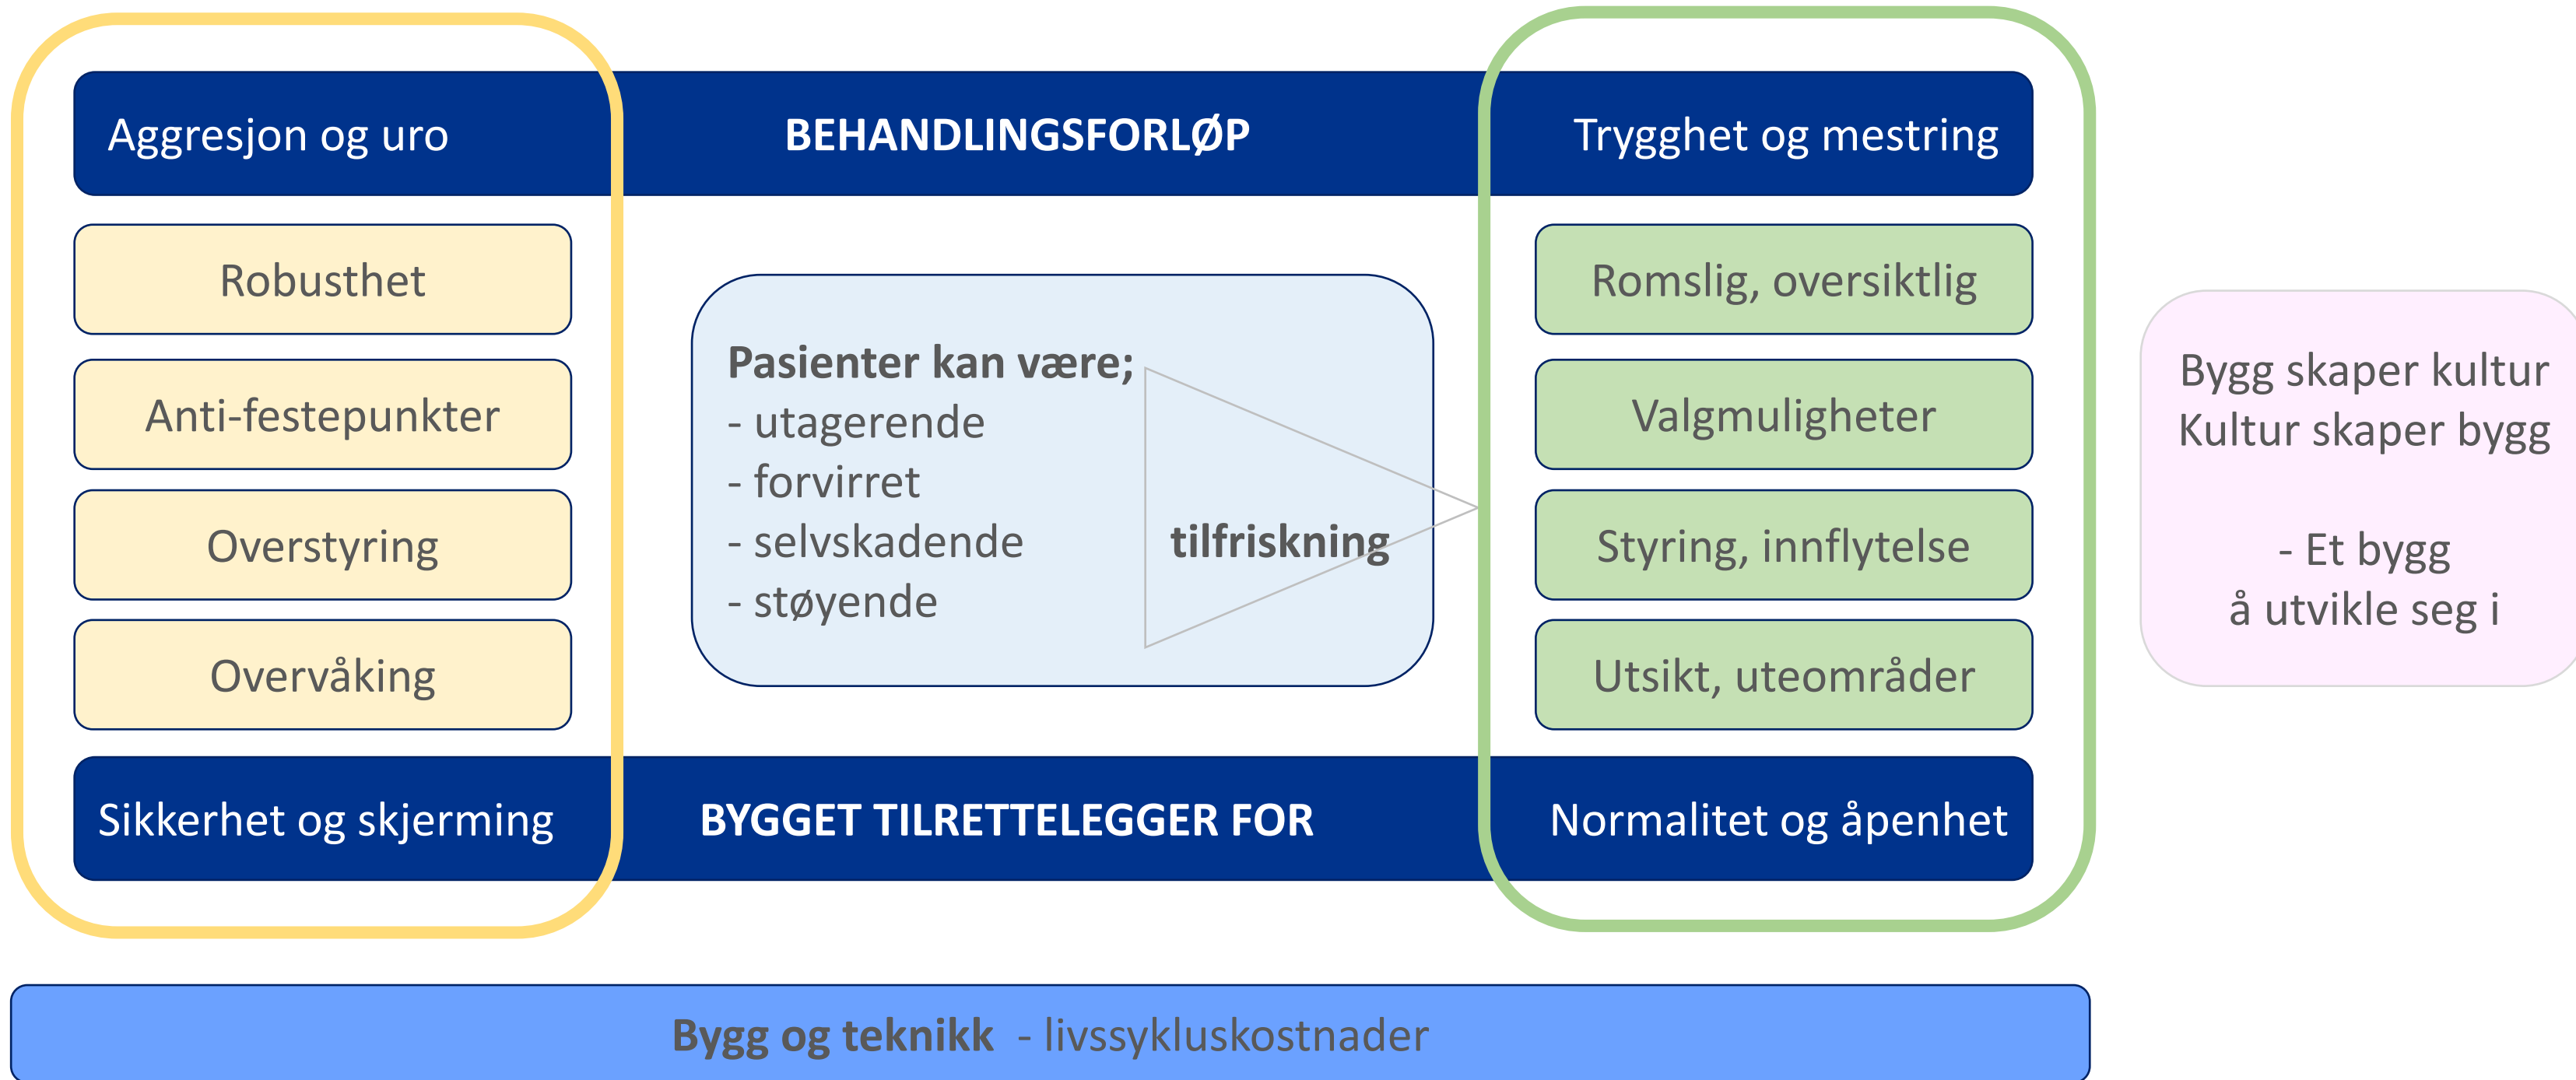 Aggresjon og uro
BEHANDLINGSFORLØP
Trygghet og mestring
Robusthet
Anti-festepunkter
Overstyring
Overvåking
Pasienter kan være;
- utagerende
- forvirret
- selvskadende
- støyende
tilfriskning
Romslig, oversiktlig
Valgmuligheter
Styring, innflytelse
Utsikt, uteområder
Sikkerhet og skjerming
BYGGET TILRETTELEGGER FOR
Normalitet og åpenhet
Bygg skaper kultur
Kultur skaper bygg
- Et bygg
å utvikle seg i
Bygg og teknikk - livssykluskostnader